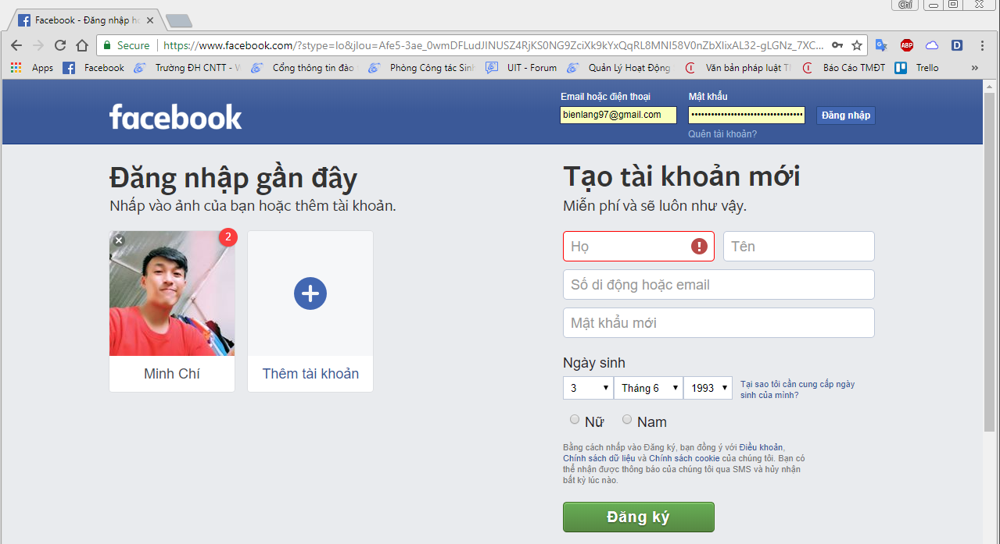 Chí
Facebook - Đăng nhập
Secure https://www.facebook.com/?stype=lo&jlou=Afe5-3ae_0wmDFLudJINUSZ4RjKS0NG9ZciXk9kYxQqRL8MNI58V0nZbXlixAL32-gLGNz_7XC...
ABP D
Apps Facebook Trường ĐH CNTT - Cổng thông tin đào Phòng Công tác Sinh UIT - Forum Quản Lý Hoạt Động Văn bản pháp luật Báo Cáo TMĐT Trello »
facebook
Email hoặc điện thoại Mật khẩu
bienlang97@gmail.com Đăng nhập
Quên tài khoản?
Đăng nhập gần đây
Nhấp vào ảnh của bạn hoặc thêm tài khoản.
2
Minh Chí Thêm tài khoản
Tạo tài khoản mới
Miễn phí và sẽ luôn như vậy.
Họ Tên
Số di động hoặc email
Mật khẩu mới
Ngày sinh
3 Tháng 6 1993 Tại sao tôi cần cung cấp ngày
sinh của mình?
Nữ Nam
Bằng cách nhấp vào Đăng ký, bạn đồng ý với Điều khoản,
Chính sách dữ liệu và Chính sách cookie của chúng tôi. Bạn có
thể nhận được thông báo của chúng tôi qua SMS và hủy nhận
bất kỳ lúc nào.
Đăng ký